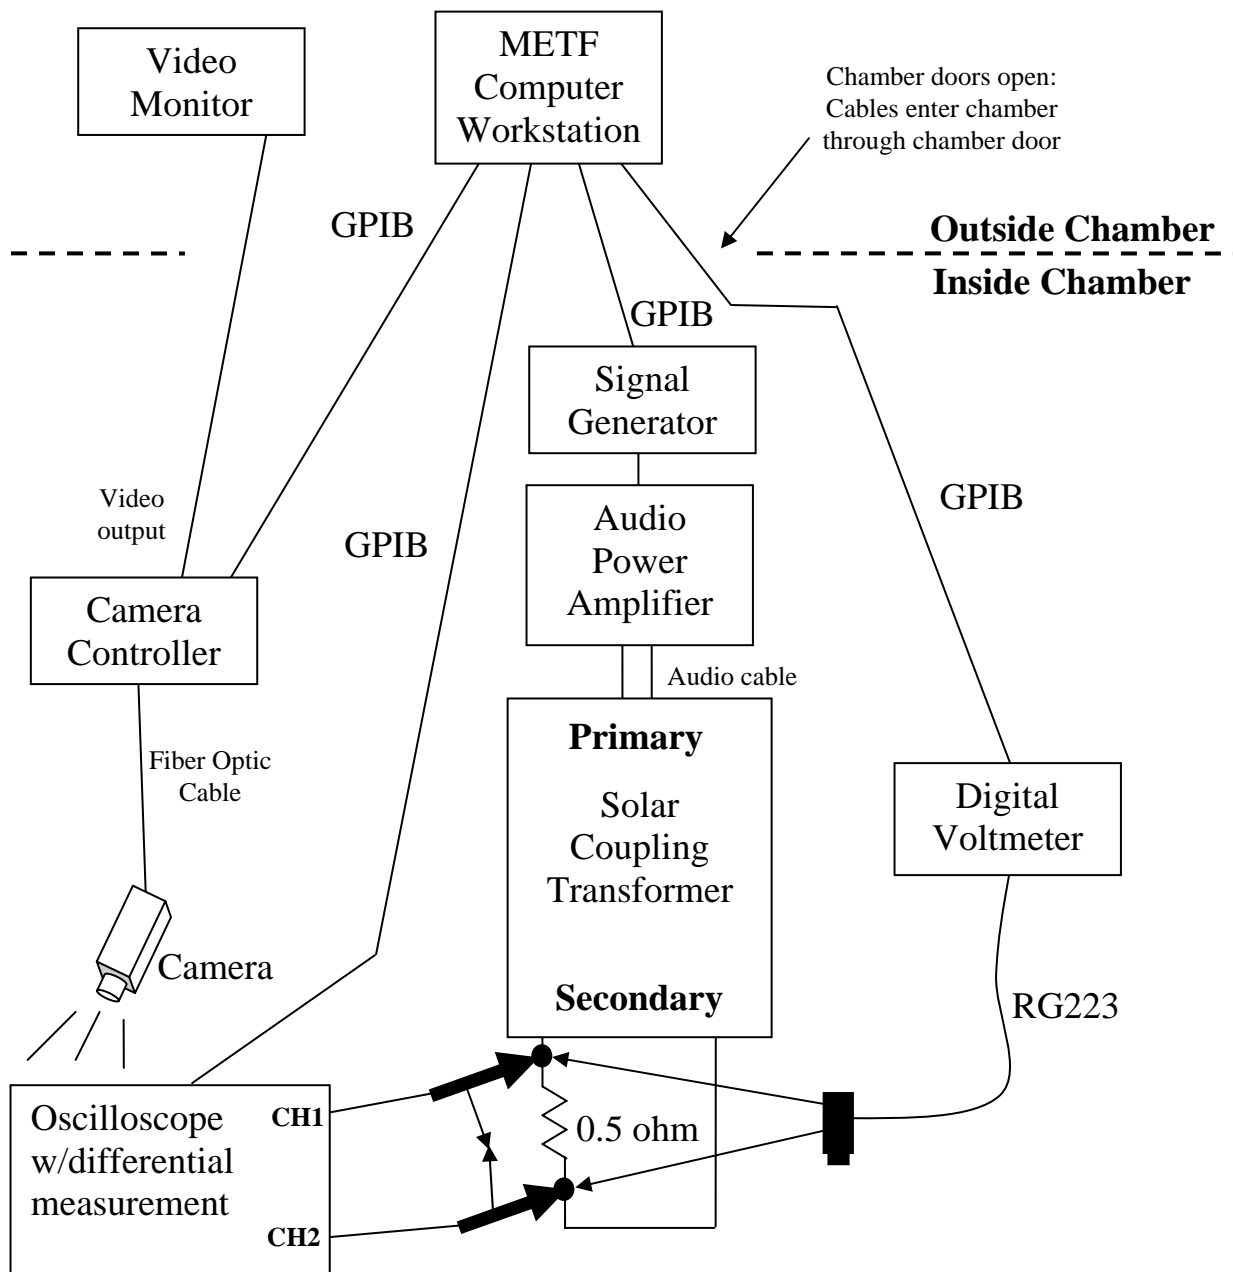 Video
Monitor
METF
Computer
Workstation
Chamber doors open:
Cables enter chamber
through chamber door
GPIB
Outside Chamber
Inside Chamber
GPIB
Signal
Generator
Video
output
GPIB
Audio
Power
Amplifier
GPIB
Camera
Controller
Audio cable
Primary
Fiber Optic
Cable
Solar
Coupling
Transformer
Digital
Voltmeter
Camera
Secondary
RG223
Oscilloscope
w/differential
measurement
CH1
0.5 ohm
CH2